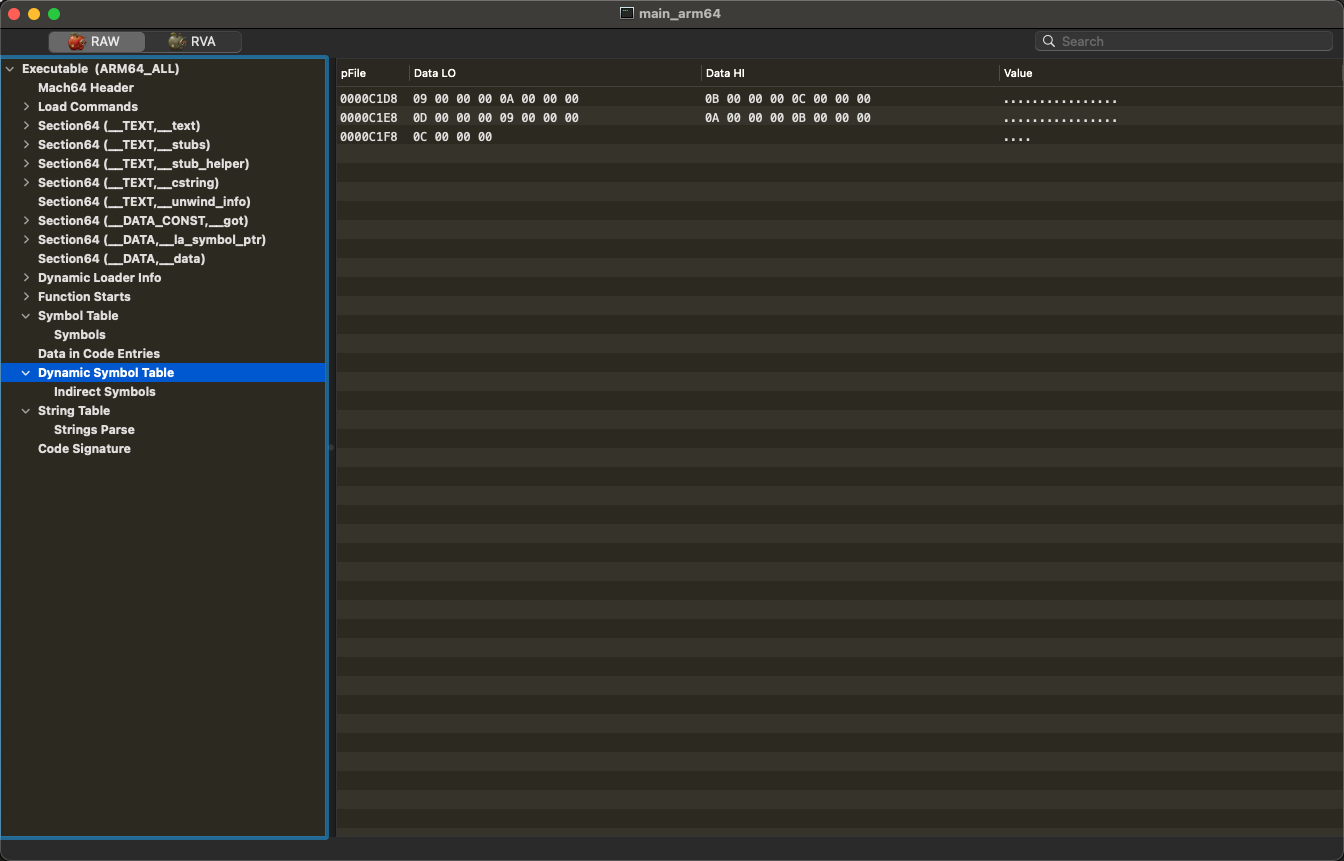 main_arm64
RAW RVA Search
Executable (ARM64_ALL)
Mach64 Header
Load Commands
Section64 (__TEXT,__text)
Section64 (__TEXT,__stubs)
Section64 (__TEXT,__stub_helper)
Section64 (__TEXT,__cstring)
Section64 (__TEXT,__unwind_info)
Section64 (__DATA_CONST,__got)
Section64 (__DATA,__la_symbol_ptr)
Section64 (__DATA,__data)
Dynamic Loader Info
Function Starts
Symbol Table
Symbols
Data in Code Entries
Dynamic Symbol Table
Indirect Symbols
String Table
Strings Parse
Code Signature
pFile Data LO Data HI Value
0000C1D8 09 00 00 00 0A 00 00 00 0B 00 00 00 0C 00 00 00 ................
0000C1E8 0D 00 00 00 09 00 00 00 0A 00 00 00 0B 00 00 00 ................
0000C1F8 0C 00 00 00 ....